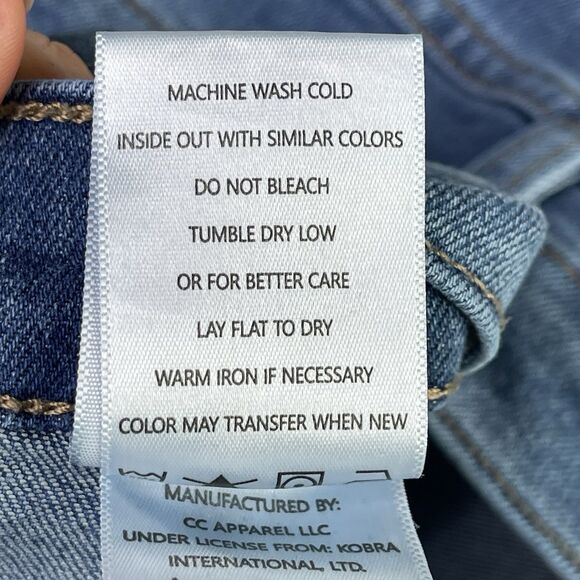 MACHINE WASH COLD
INSIDE OUT WITH SIMILAR COLORS
DO NOT BLEACH
TUMBLE DRY LOW
OR FOR BETTER CARE
LAY FLAT TO DRY
WARM IRON IF NECESSARY
COLOR MAY TRANSFER WHEN NEW
MANUFACTURED BY:
CC APPAREL LLC
UNDER LICENSE FROM: KOBRA
INTERNATIONAL, LTD.